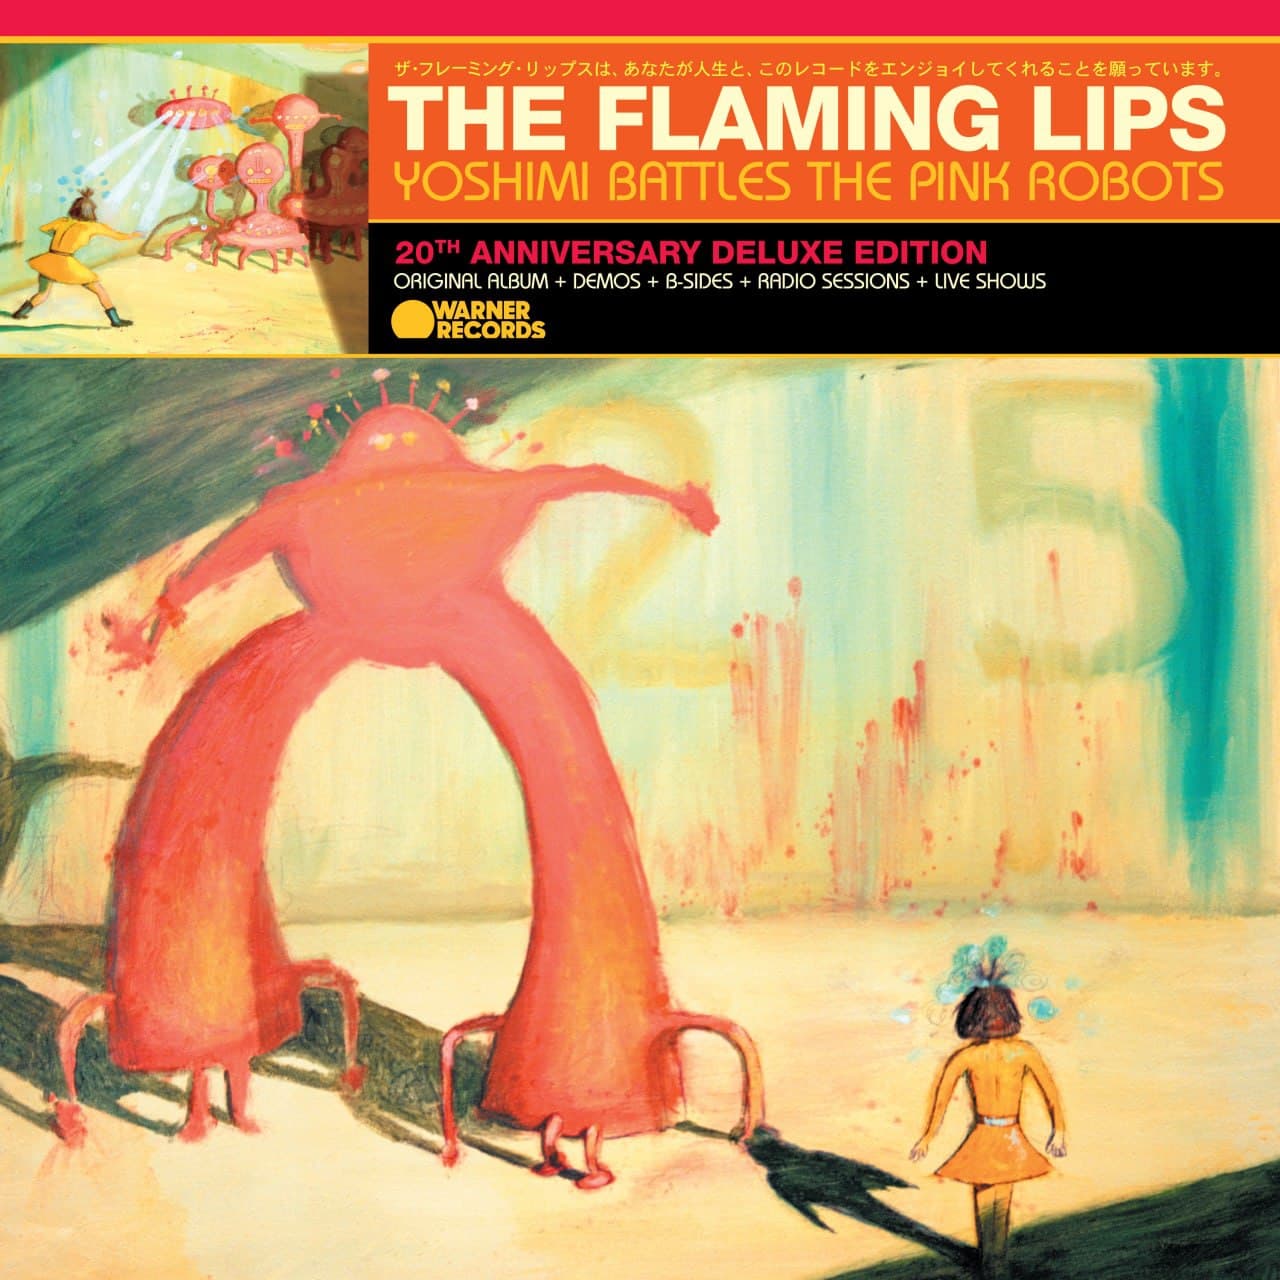 ザ・フレーミング・リップスは、あなたが人生と、このレコードをエンジョイしてくれることを願っています。
THE FLAMING LIPS
YOSHIMI BATTLES THE PINK ROBOTS
20TH ANNIVERSARY DELUXE EDITION
ORIGINAL ALBUM + DEMOS + B-SIDES + RADIO SESSIONS + LIVE SHOWS
WARNER
RECORDS
25